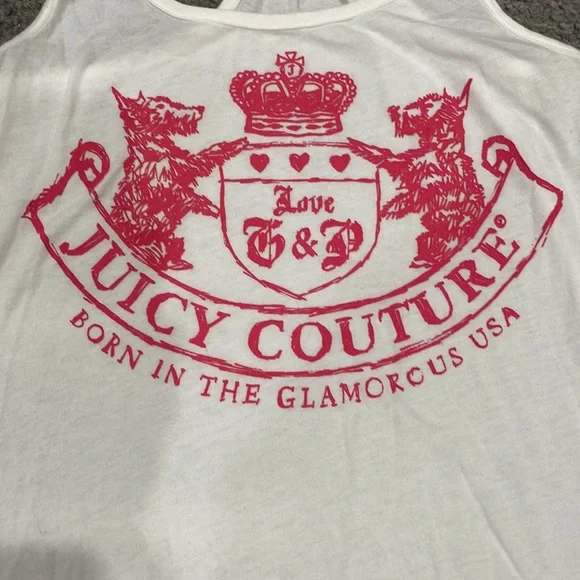 J
Love
G&P
JUICY COUTURE®
BORN IN THE GLAMOROUS USA